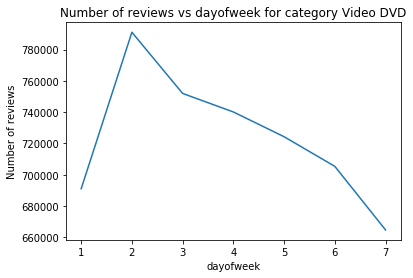 Number of reviews vs dayofweek for category Video DVD
Number of reviews
780000
760000
740000
720000
700000
680000
660000
1 2 3 4 5 6 7
dayofweek